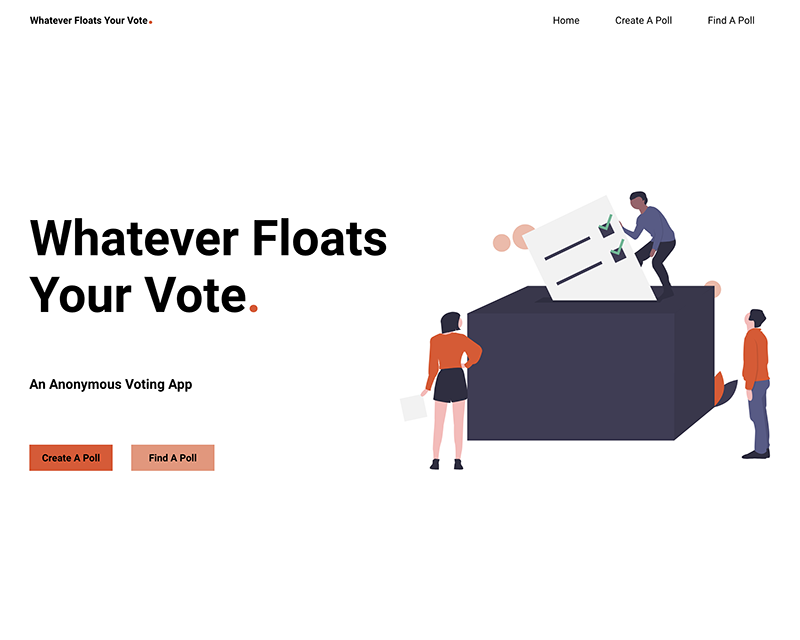 Whatever Floats Your Vote.
Home
Create A Poll
Find A Poll
Whatever Floats
Your Vote.
An Anonymous Voting App
Create A Poll
Find A Poll